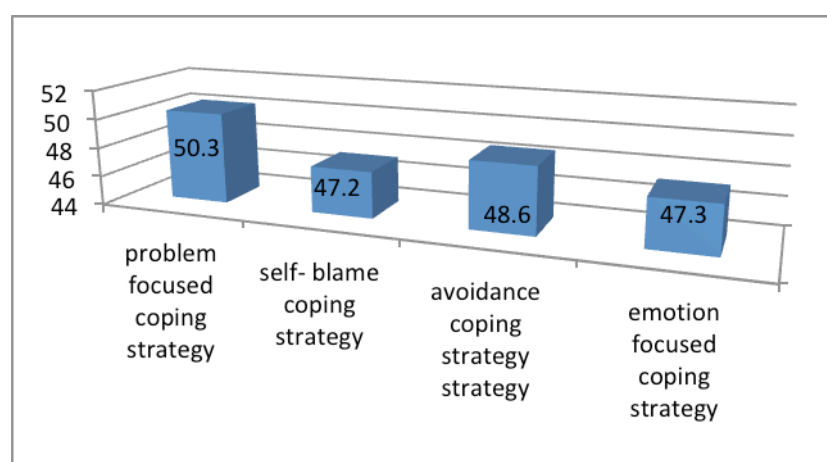 52
50
48
46
44
50.3
47.2
48.6
47.3
problem
focused
coping
strategy
self- blame
coping
strategy
avoidance
coping
strategy
strategy
emotion
focused
coping
strategy